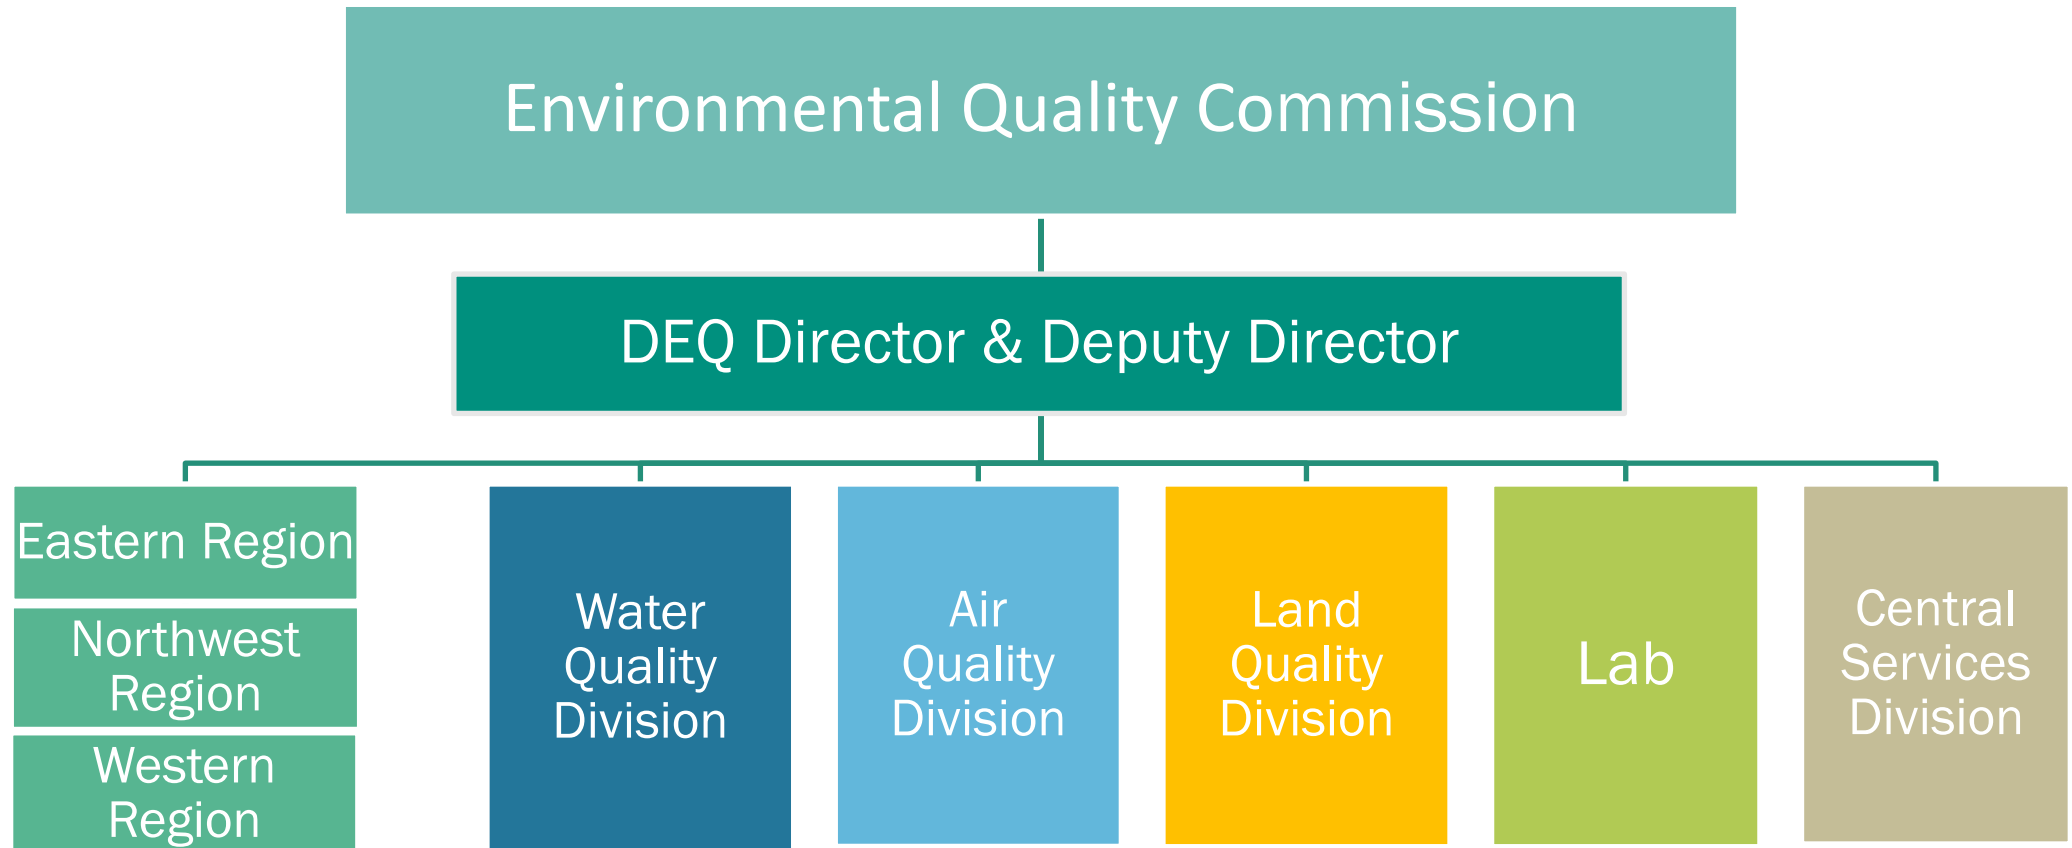 Environmental Quality Commission
DEQ Director & Deputy Director
Eastern Region
Northwest
Region
Western
Region
Water
Quality
Division
Air
Quality
Division
Land
Quality
Division
Lab
Central
Services
Division